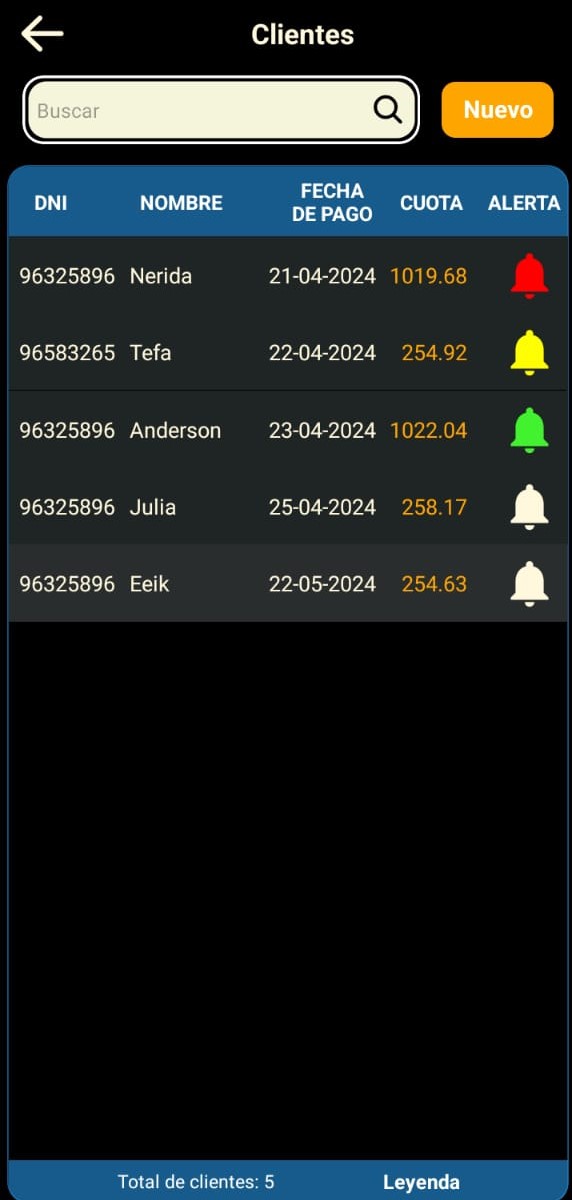 Clientes
Buscar
Nuevo
DNI NOMBRE FECHA DE PAGO CUOTA ALERTA
96325896 Nerida 21-04-2024 1019.68
96583265 Tefa 22-04-2024 254.92
96325896 Anderson 23-04-2024 1022.04
96325896 Julia 25-04-2024 258.17
96325896 Eeik 22-05-2024 254.63
Total de clientes: 5 Leyenda